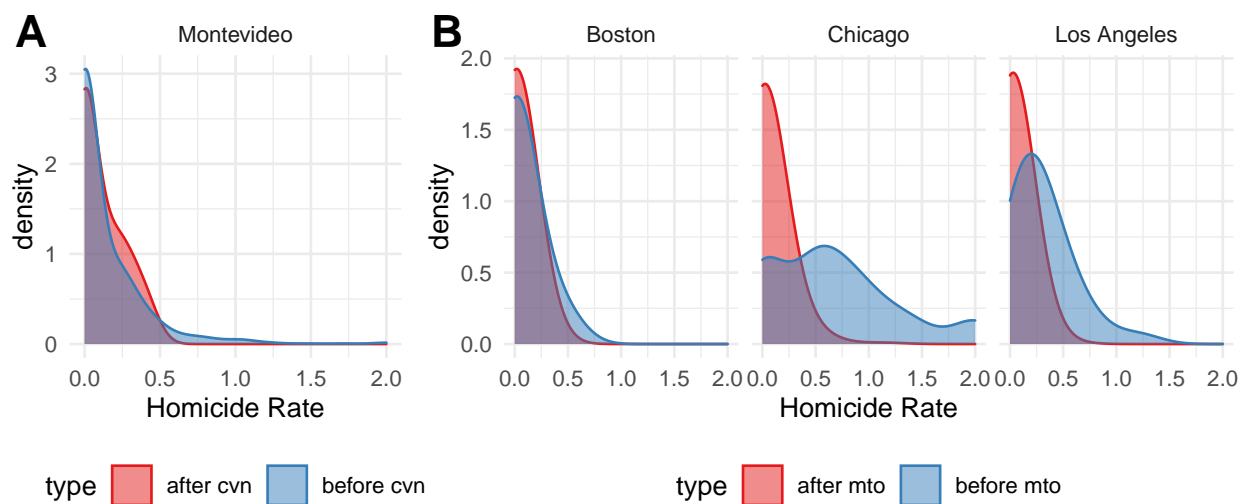 A
Montevideo
3
2
1
0
density
0.0 0.5 1.0 1.5 2.0
Homicide Rate
type after cvn before cvn
B
Boston Chicago Los Angeles
2.0
1.5
1.0
0.5
0.0
density
0.0 0.5 1.0 1.5 2.0 0.0 0.5 1.0 1.5 2.0 0.0 0.5 1.0 1.5 2.0
Homicide Rate
type after mto before mto